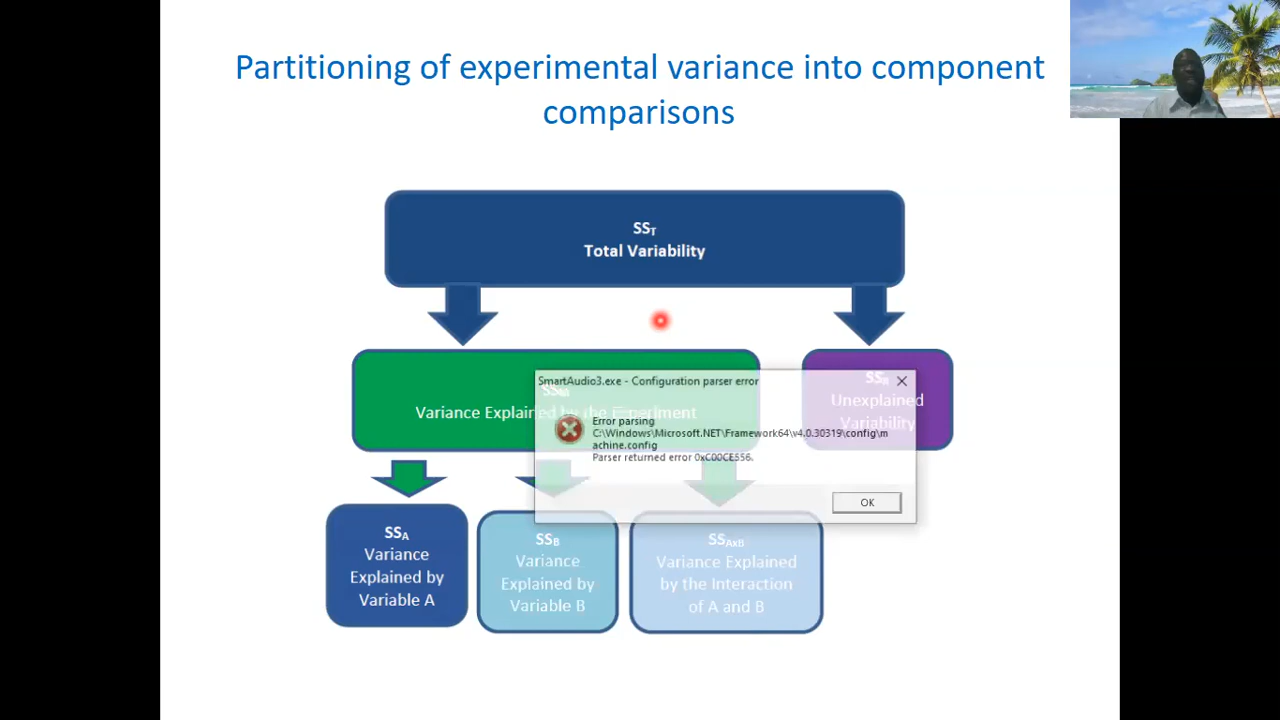 Partitioning of experimental variance into component
comparisons
SST
Total Variability
Variance Explained by the Experiment
SSR
Unexplained
Variability
SmartAudio3.exe - Configuration parser error
Error parsing
C:\Windows\Microsoft.NET\Framework64\v4.0.30319\config\m
achine.config
Parser returned error 0xC00CE556.
OK
SSA
Variance
Explained by
Variable A
SSB
Variance
Explained by
Variable B
SSAxB
Variance Explained
by the Interaction
of A and B